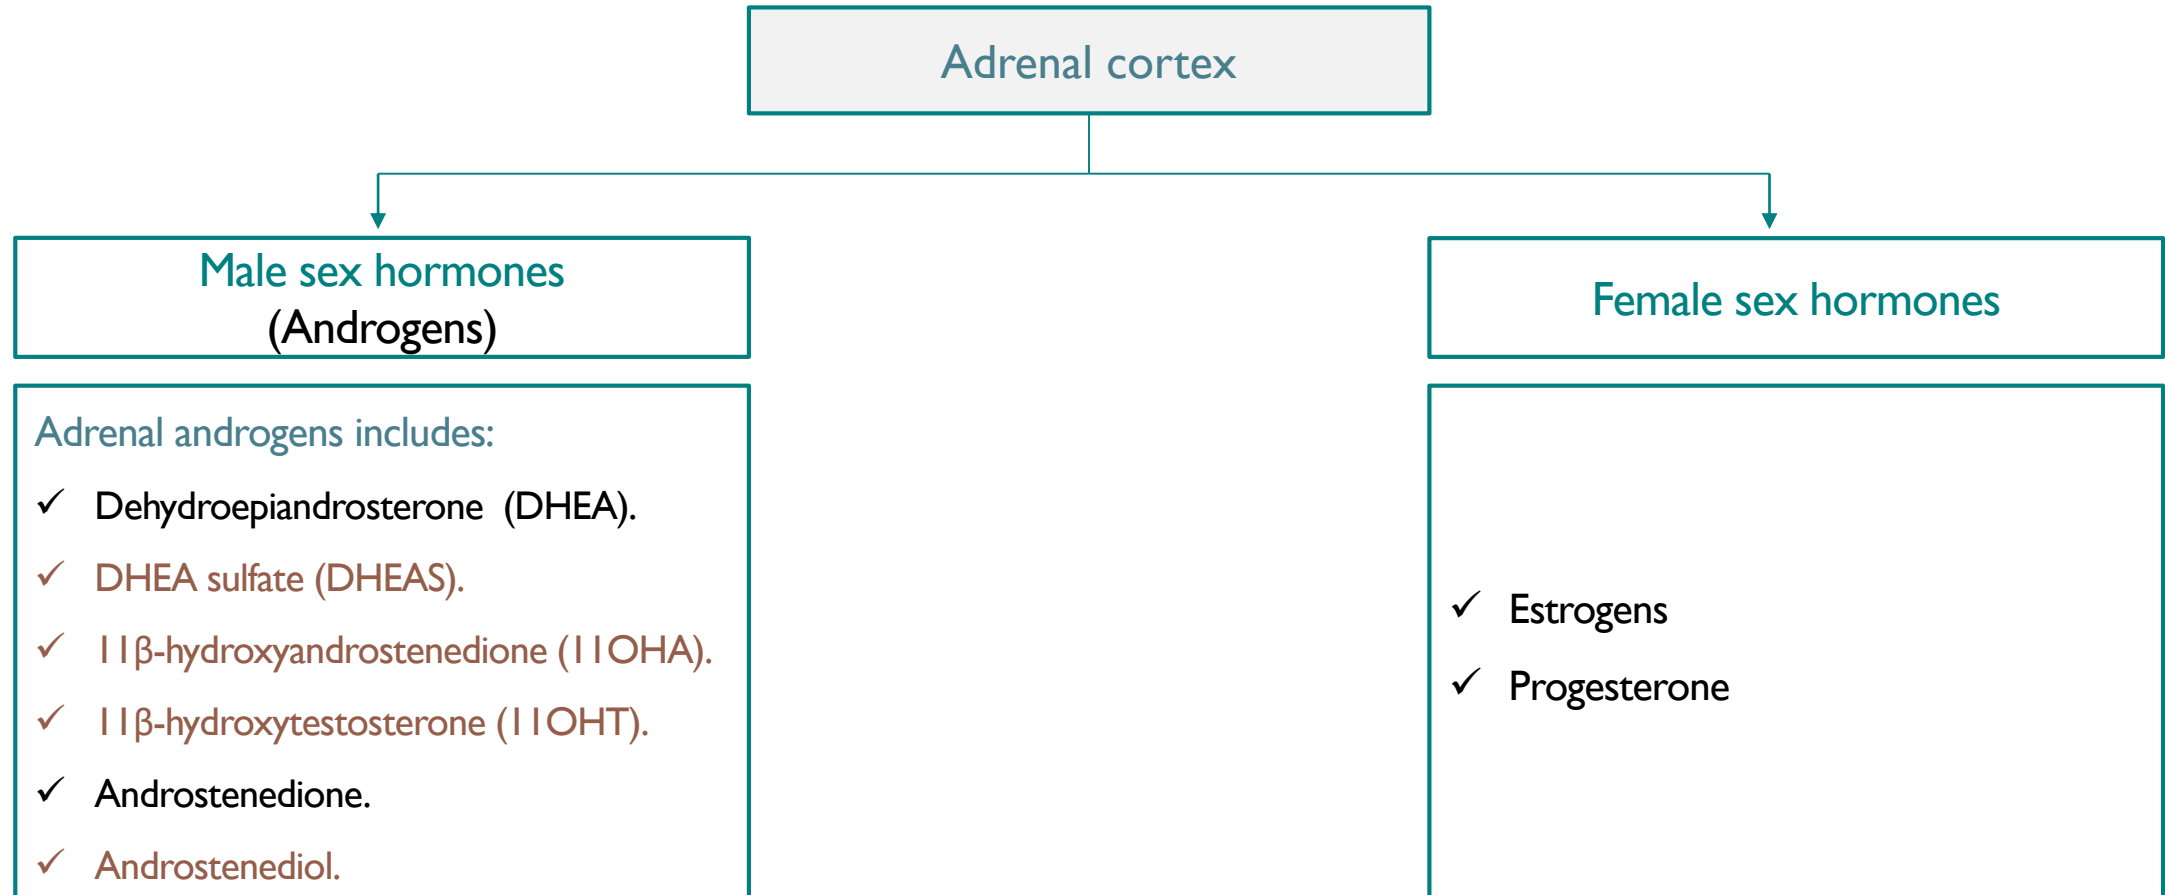 Adrenal cortex
Male sex hormones
(Androgens)
Female sex hormones
Adrenal androgens includes:
✓ Dehydroepiandrosterone (DHEA).
✓ DHEA sulfate (DHEAS).
✓ 11β-hydroxyandrostenedione (11OHA).
✓ 11β-hydroxytestosterone (11OHT).
✓ Androstenedione.
✓ Androstenediol.
✓ Estrogens
✓ Progesterone